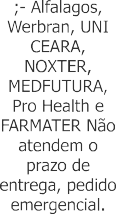 ;- Alfalagos,
Werbran, UNI
CEARA,
NOXTER,
MEDFUTURA,
Pro Health e
FARMATER Não
atendem o
prazo de
entrega, pedido
emergencial.